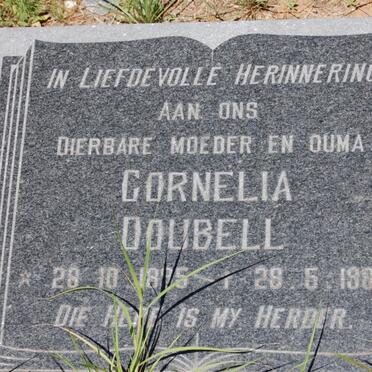 IN LIEFDEVOLLE HERINNERING
AAN ONS
DIERBARE MOEDER EN OUMA
CORNELIA
DOUBELL
* 28 · 10 · † 28 · 5 ·
DIE IS MY HERDER.